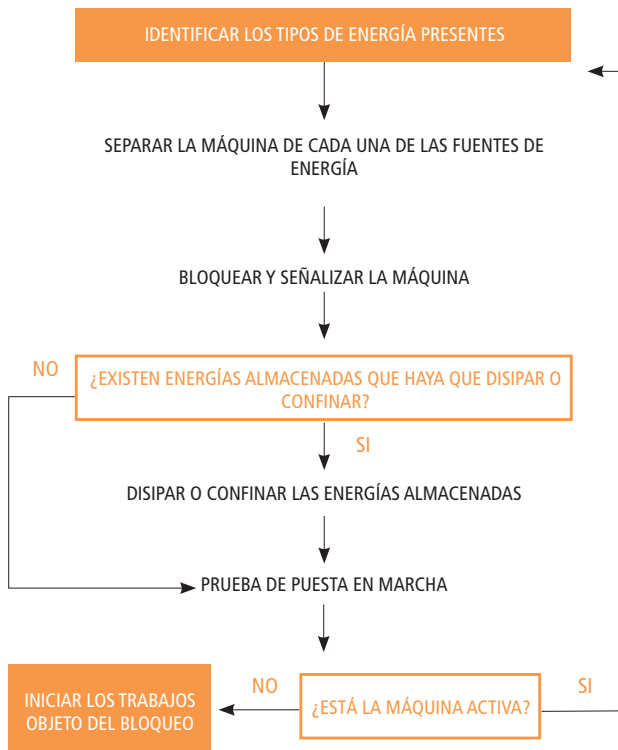 IDENTIFICAR LOS TIPOS DE ENERGÍA PRESENTES
SEPARAR LA MÁQUINA DE CADA UNA DE LAS FUENTES DE
ENERGÍA
BLOQUEAR Y SEÑALIZAR LA MÁQUINA
NO
¿EXISTEN ENERGÍAS ALMACENADAS QUE HAYA QUE DISIPAR O
CONFINAR?
SI
DISIPAR O CONFINAR LAS ENERGÍAS ALMACENADAS
PRUEBA DE PUESTA EN MARCHA
INICIAR LOS TRABAJOS
OBJETO DEL BLOQUEO
NO
¿ESTÁ LA MÁQUINA ACTIVA?
SI